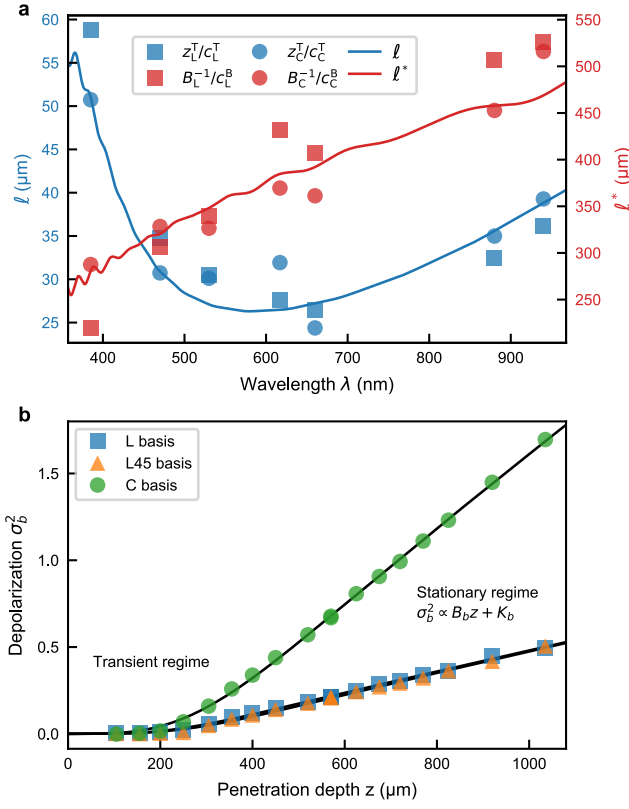 a
60
55
50
45
40
35
30
25
ℓ (µm)
z_L^T/c_L^T
z_C^T/c_C^T
ℓ
B_L^{-1}/c_L^B
B_C^{-1}/c_C^B
ℓ*
550
500
450
400
350
300
250
ℓ* (µm)
400 500 600 700 800 900
Wavelength λ (nm)
b
1.5
1.0
0.5
0.0
Depolarization σ_b^2
L basis
L45 basis
C basis
Stationary regime
σ_b^2 ∝ B_b z + K_b
Transient regime
0 200 400 600 800 1000
Penetration depth z (µm)